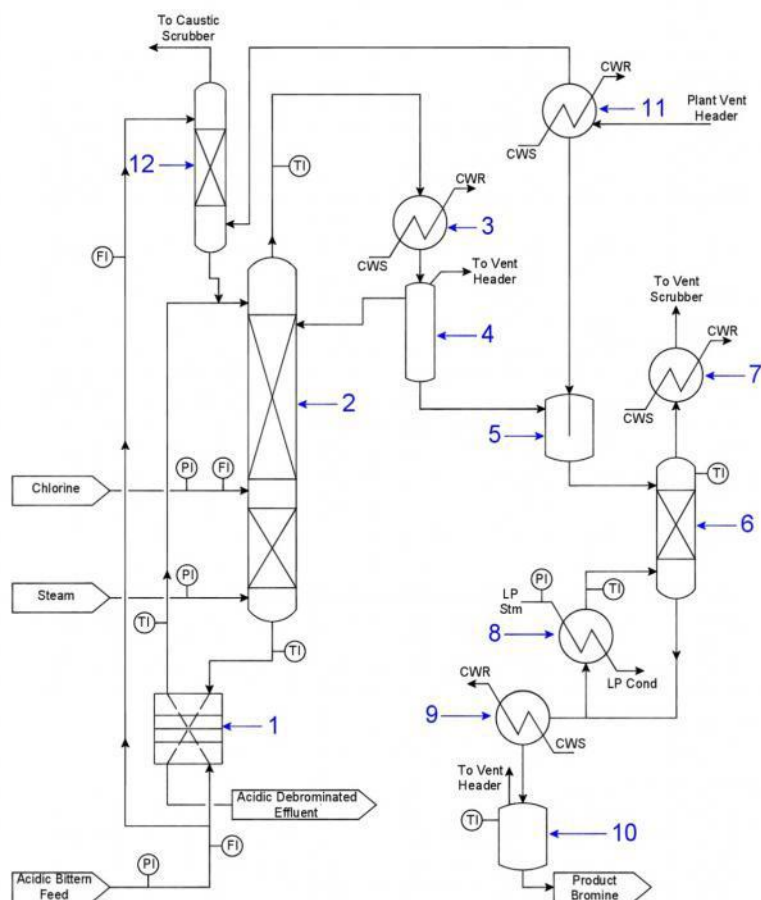 To Caustic
Scrubber
CWR
11
Plant Vent
Header
CWS
12
TI
CWR
3
CWS
FI
To Vent
Header
4
To Vent
Scrubber
CWR
7
CWS
2
5
TI
PI
FI
Chlorine
6
PI
Steam
PI
LP
Stm
TI
8
TI
TI
LP Cond
CWR
9
CWS
1
To Vent
Header
Acidic Debrominated
Effluent
TI
10
FI
PI
Acidic Bittern
Feed
Product
Bromine